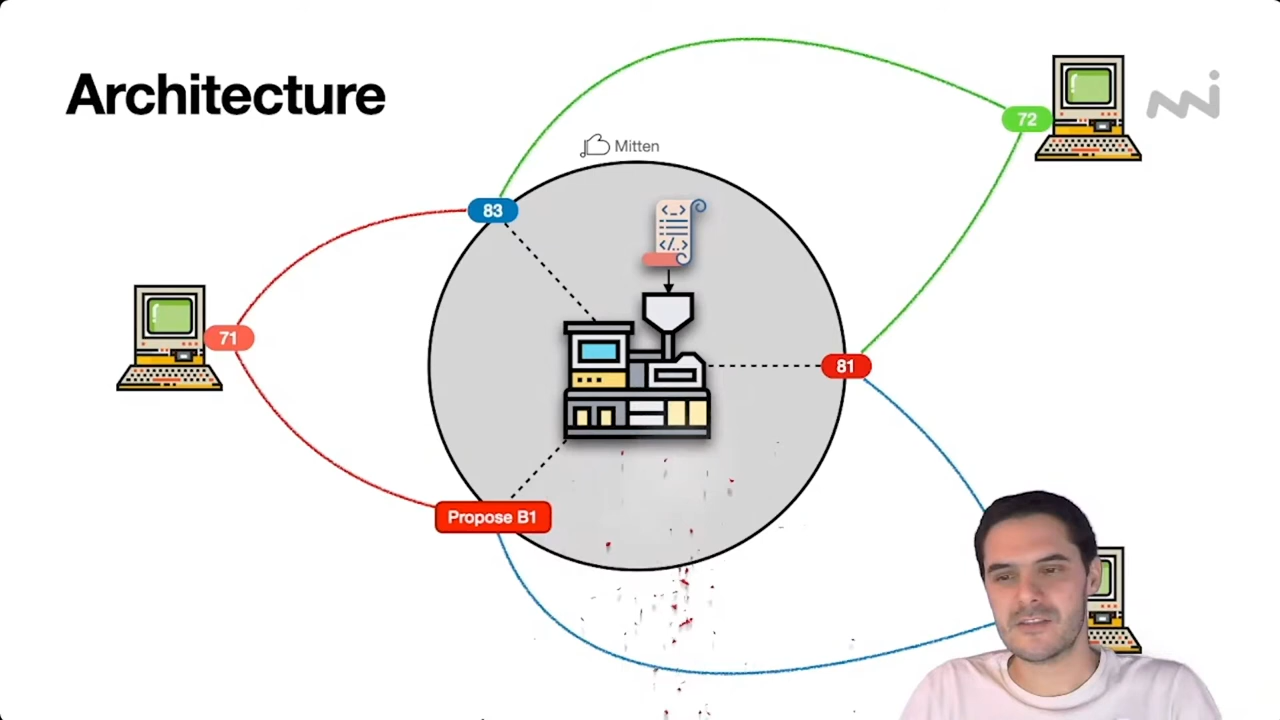 Architecture
72
Mitten
<_>
83
</..>
71
81
Propose B1